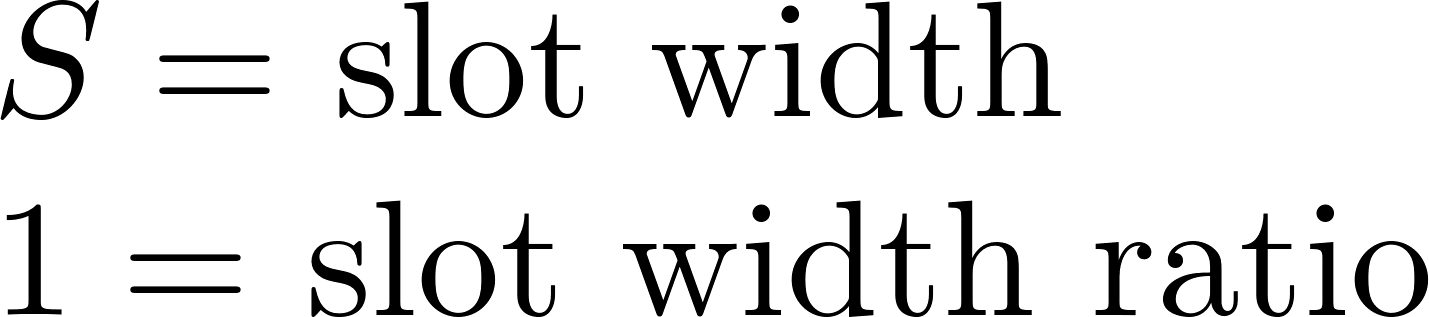 S = slot width
1 = slot width ratio